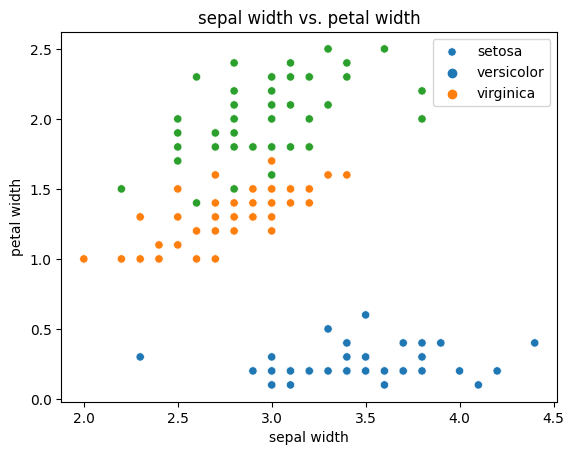 sepal width vs. petal width
setosa
versicolor
virginica
2.5
2.0
1.5
1.0
0.5
0.0
petal width
2.0
2.5
3.0
3.5
4.0
4.5
sepal width